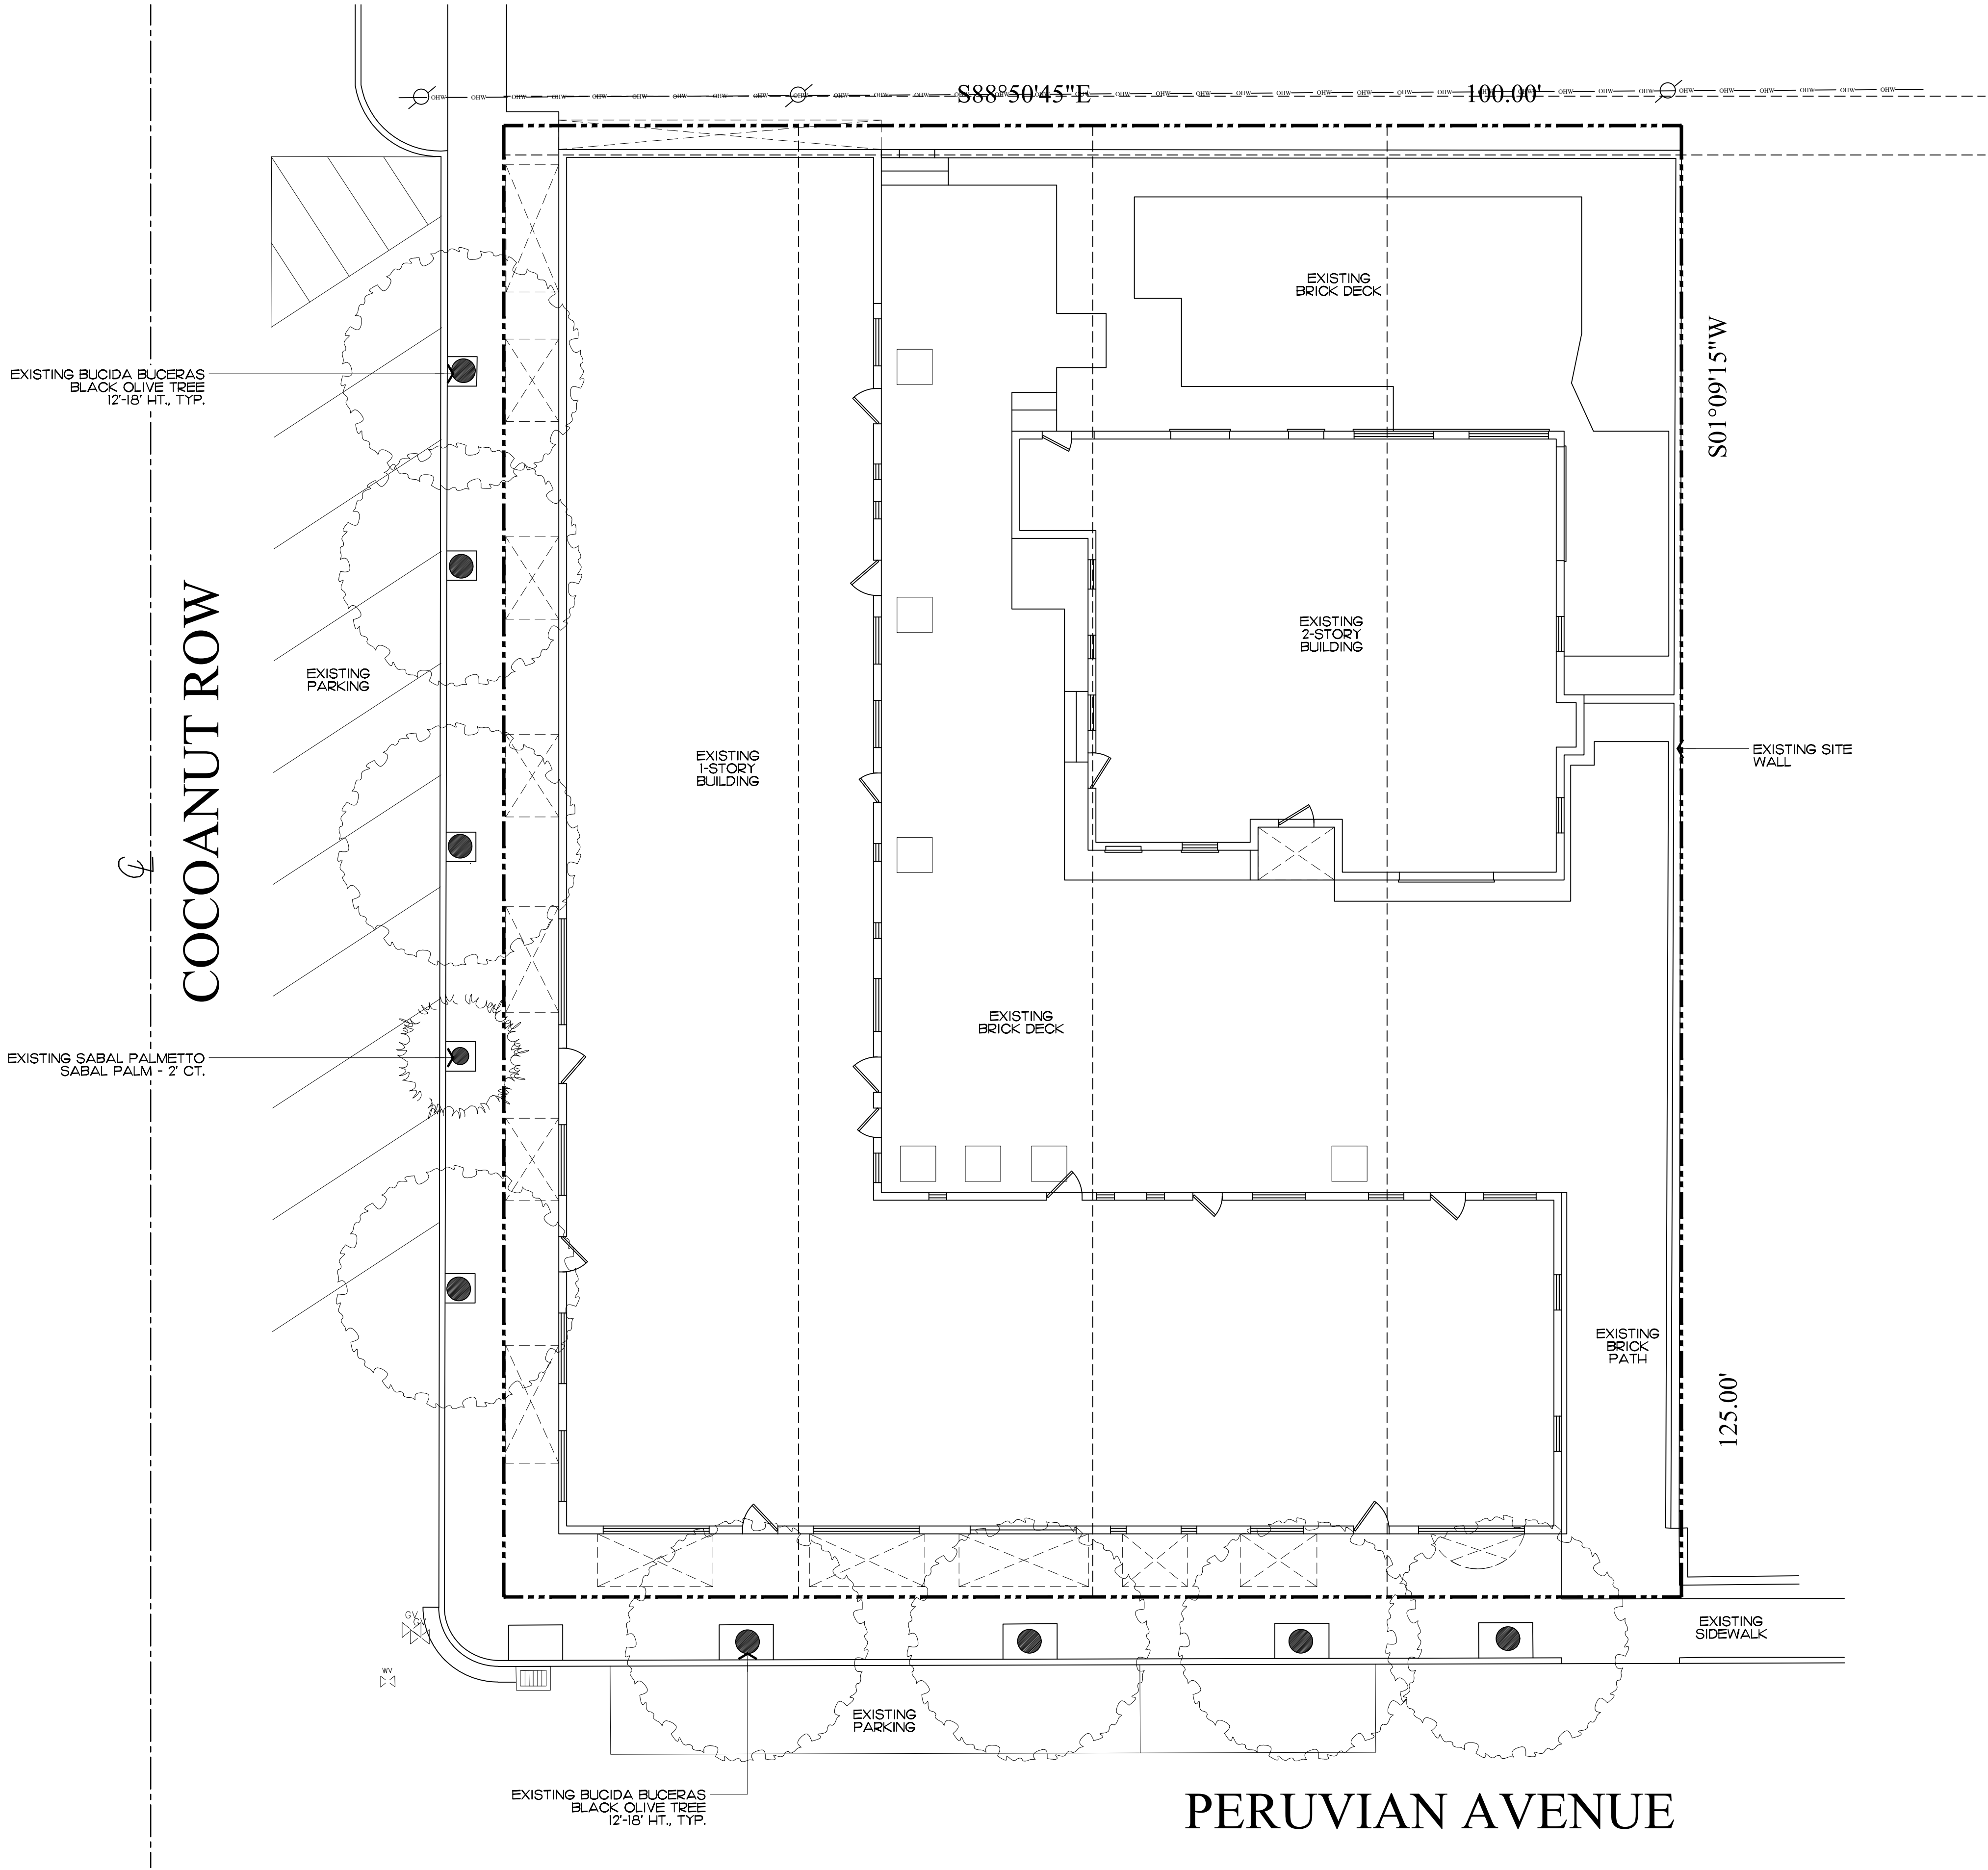 S88°50'45"E
100.00'
EXISTING
BRICK DECK
S01°09'15"W
EXISTING BUCIDA BUCERAS
BLACK OLIVE TREE
12'-18' HT., TYP.
COCOANUT ROW
EXISTING
PARKING
EXISTING
2-STORY
BUILDING
EXISTING
1-STORY
BUILDING
EXISTING SITE
WALL
EXISTING
BRICK DECK
EXISTING SABAL PALMETTO
SABAL PALM - 2' CT.
EXISTING
BRICK
PATH
125.00'
GV
GV
WV
EXISTING
SIDEWALK
EXISTING
PARKING
EXISTING BUCIDA BUCERAS
BLACK OLIVE TREE
12'-18' HT., TYP.
PERUVIAN AVENUE